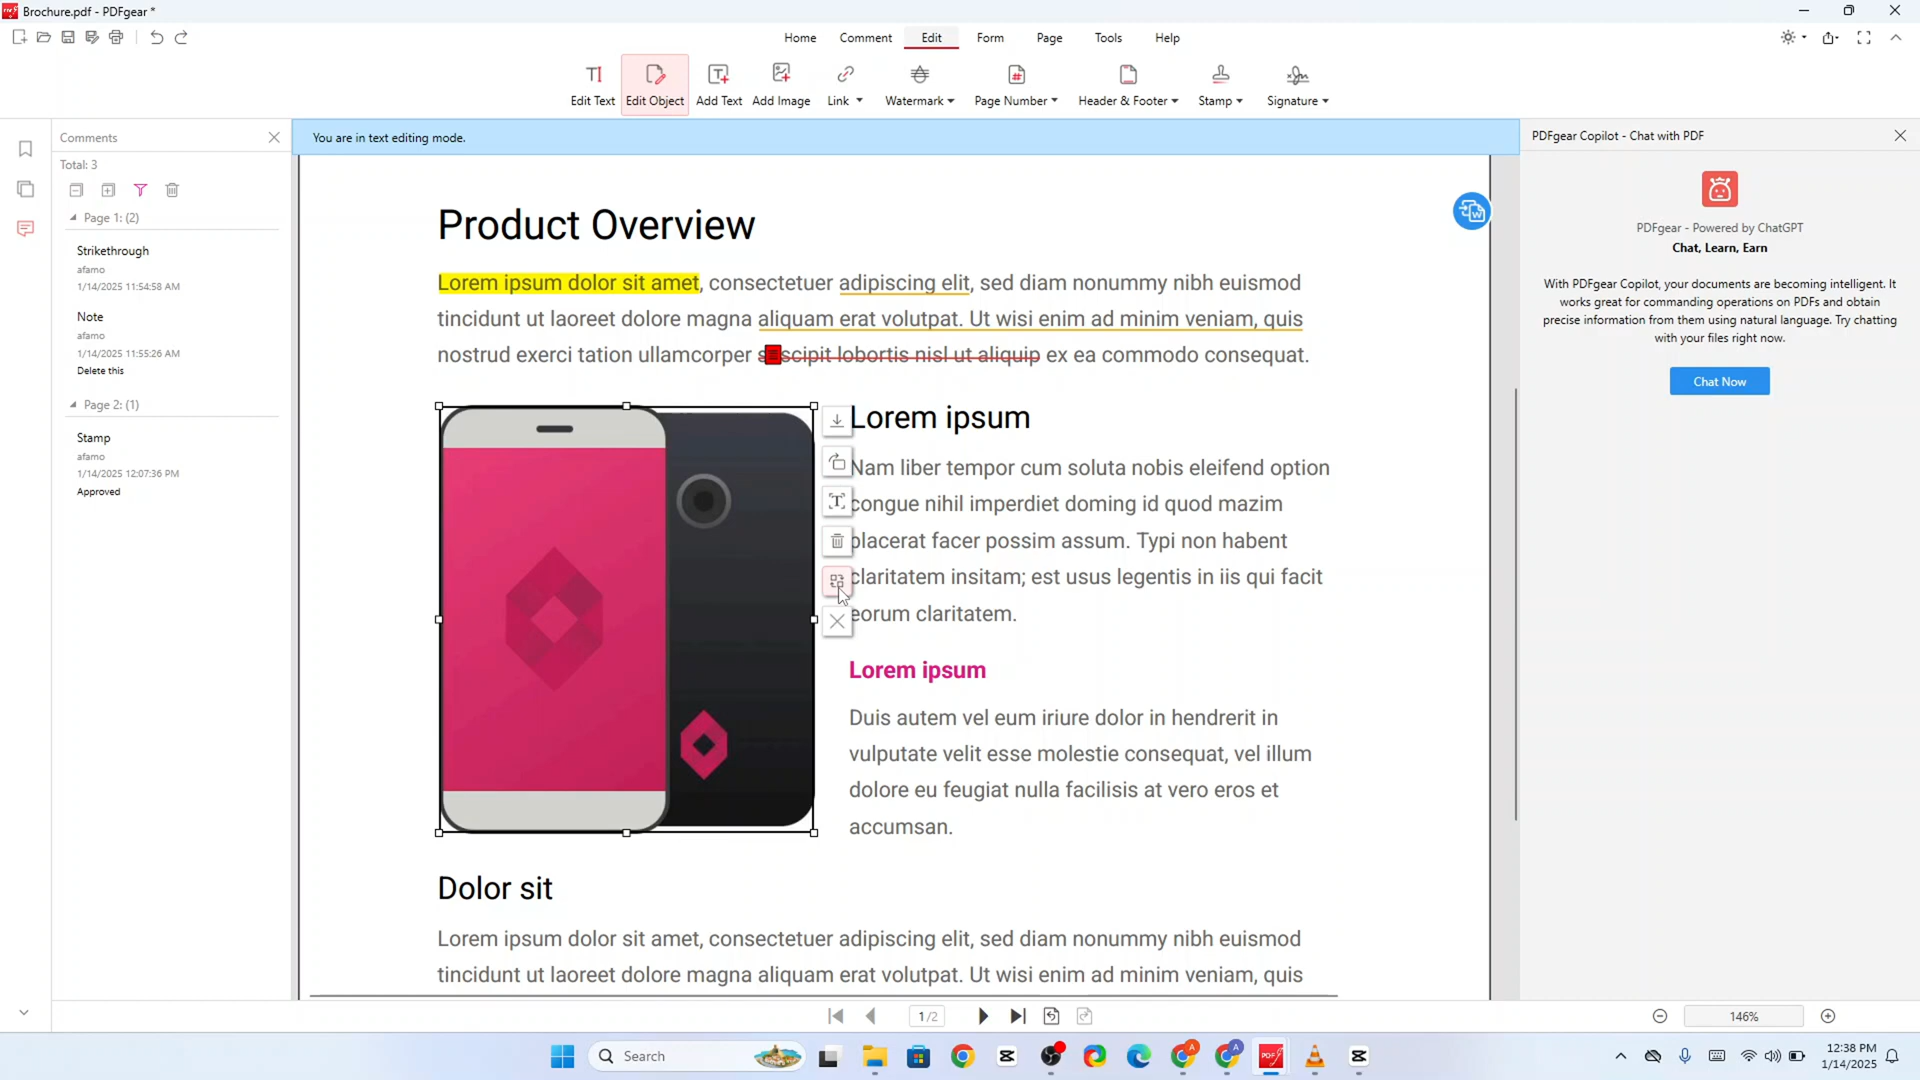 Brochure.pdf - PDFgear *
Home
Comment
Edit
Form
Page
Tools
Help
Edit Text
Edit Object
Add Text
Add Image
Link
Watermark
Page Number
Header & Footer
Stamp
Signature
Comments
Total: 3
Page 1: (2)
Strikethrough
afamo
1/14/2025 11:54:58 AM
Note
afamo
1/14/2025 11:55:26 AM
Delete this
Page 2: (1)
Stamp
afamo
1/14/2025 12:07:36 PM
Approved
You are in text editing mode.
Product Overview
Lorem ipsum dolor sit amet, consectetuer adipiscing elit, sed diam nonummy nibh euismod
tincidunt ut laoreet dolore magna aliquam erat volutpat. Ut wisi enim ad minim veniam, quis
nostrud exerci tation ullamcorper suscipit lobortis nisl ut aliquip ex ea commodo consequat.
Lorem ipsum
Nam liber tempor cum soluta nobis eleifend option
congue nihil imperdiet doming id quod mazim
placerat facer possim assum. Typi non habent
claritatem insitam; est usus legentis in iis qui facit
eorum claritatem.
Lorem ipsum
Duis autem vel eum iriure dolor in hendrerit in
vulputate velit esse molestie consequat, vel illum
dolore eu feugiat nulla facilisis at vero eros et
accumsan.
Dolor sit
Lorem ipsum dolor sit amet, consectetuer adipiscing elit, sed diam nonummy nibh euismod
tincidunt ut laoreet dolore magna aliquam erat volutpat. Ut wisi enim ad minim veniam, quis
PDFgear Copilot - Chat with PDF
PDFgear - Powered by ChatGPT
Chat, Learn, Earn
With PDFgear Copilot, your documents are becoming intelligent. It
works great for commanding operations on PDFs and obtain
precise information from them using natural language. Try chatting
with your files right now.
Chat Now
1/2
146%
Search
12:38 PM
1/14/2025